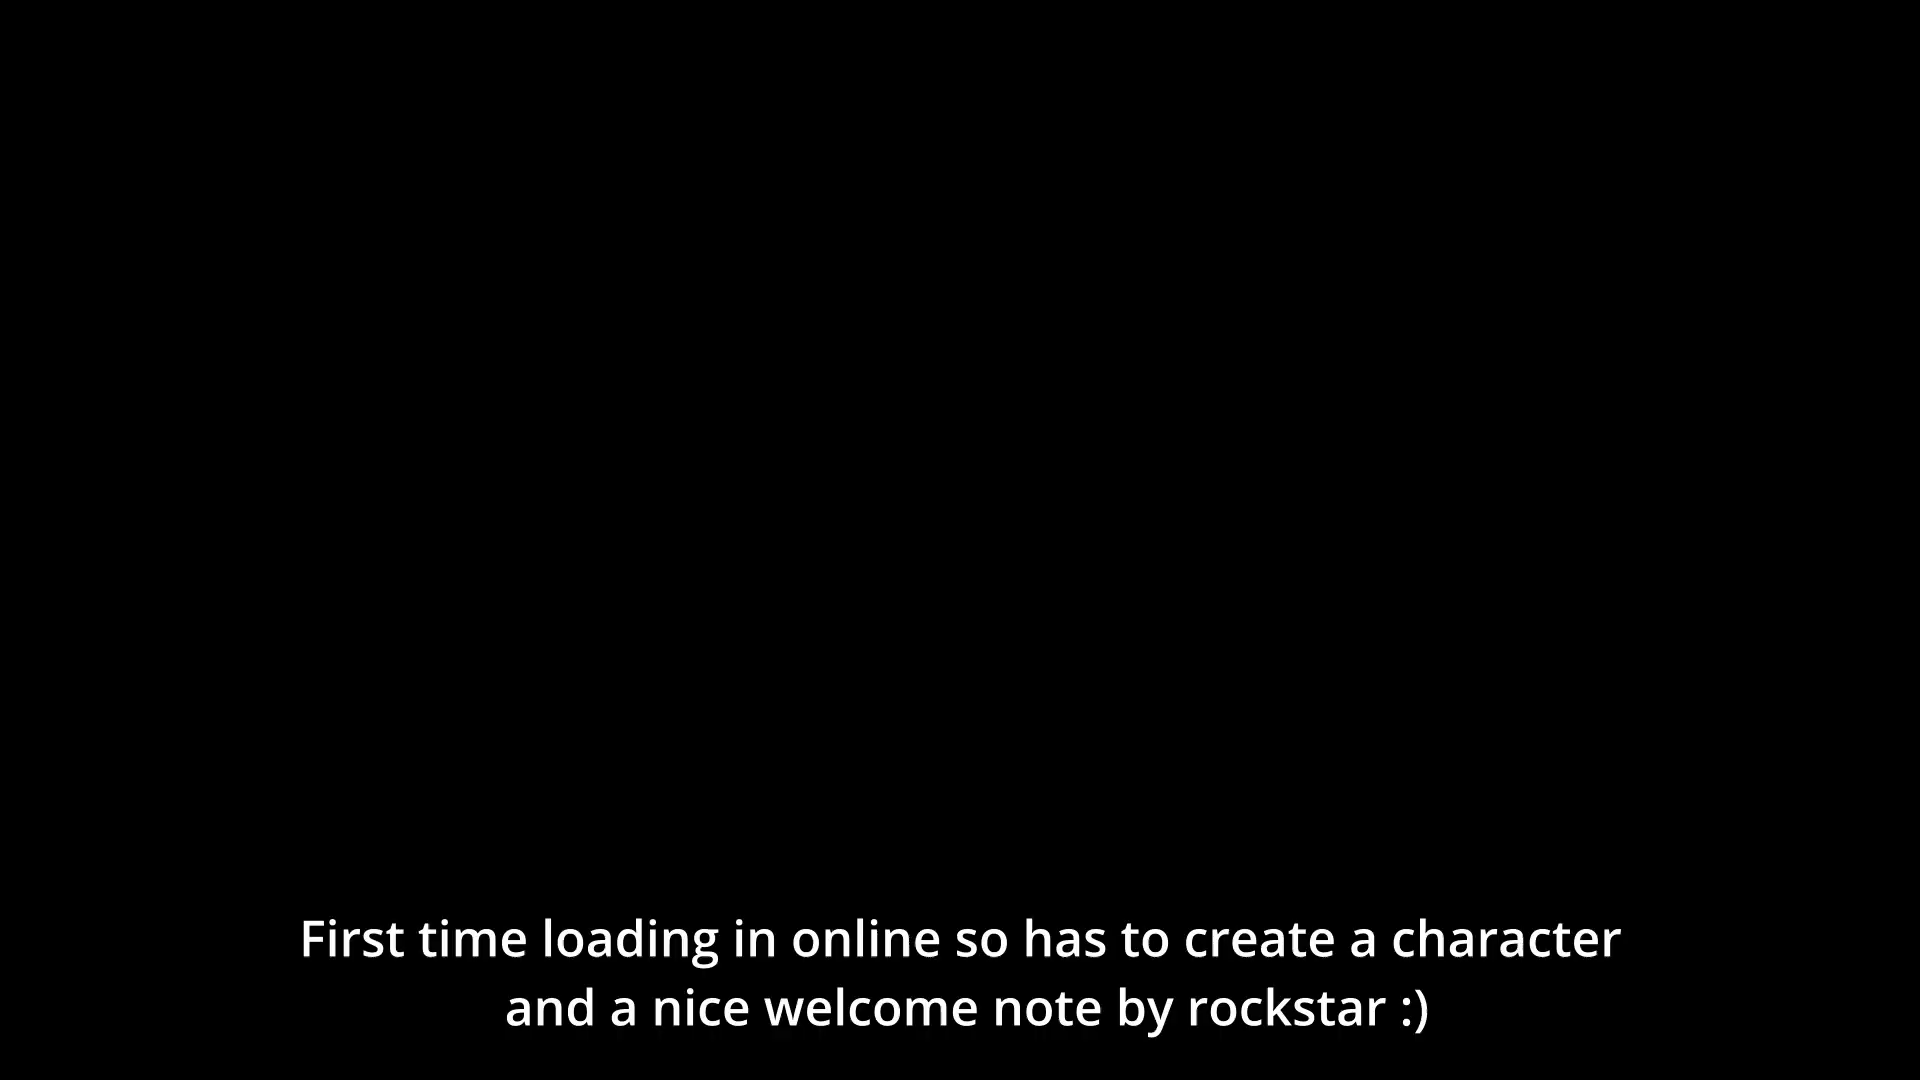 First time loading in online so has to create a character
and a nice welcome note by rockstar :)